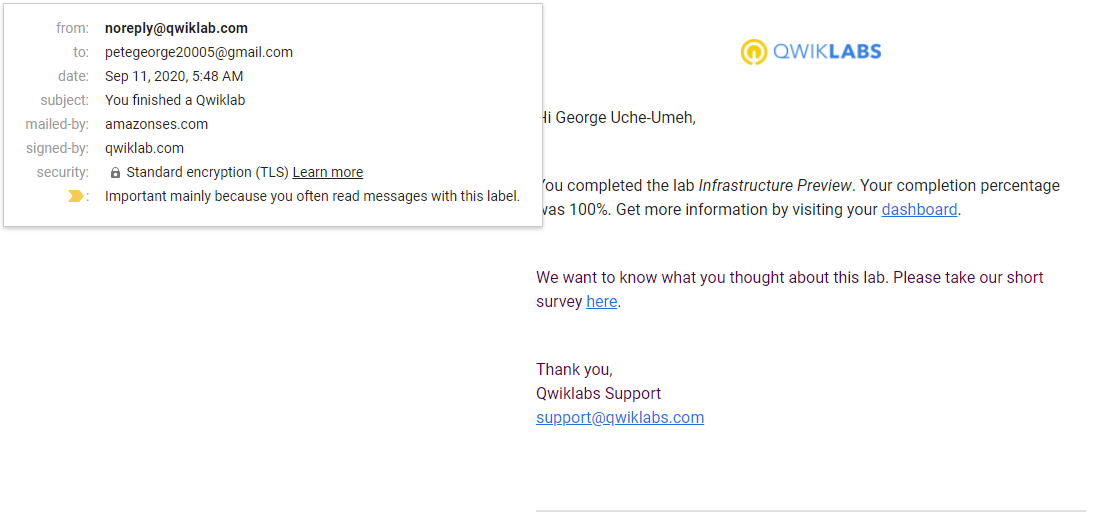 from: noreply@qwiklab.com
to: petegeorge20005@gmail.com
date: Sep 11, 2020, 5:48 AM
subject: You finished a Qwiklab
mailed-by: amazonses.com
signed-by: qwiklab.com
security: Standard encryption (TLS) Learn more
: Important mainly because you often read messages with this label.
QWIKLABS
Hi George Uche-Umeh,
You completed the lab Infrastructure Preview. Your completion percentage
was 100%. Get more information by visiting your dashboard.
We want to know what you thought about this lab. Please take our short
survey here.
Thank you,
Qwiklabs Support
support@qwiklabs.com